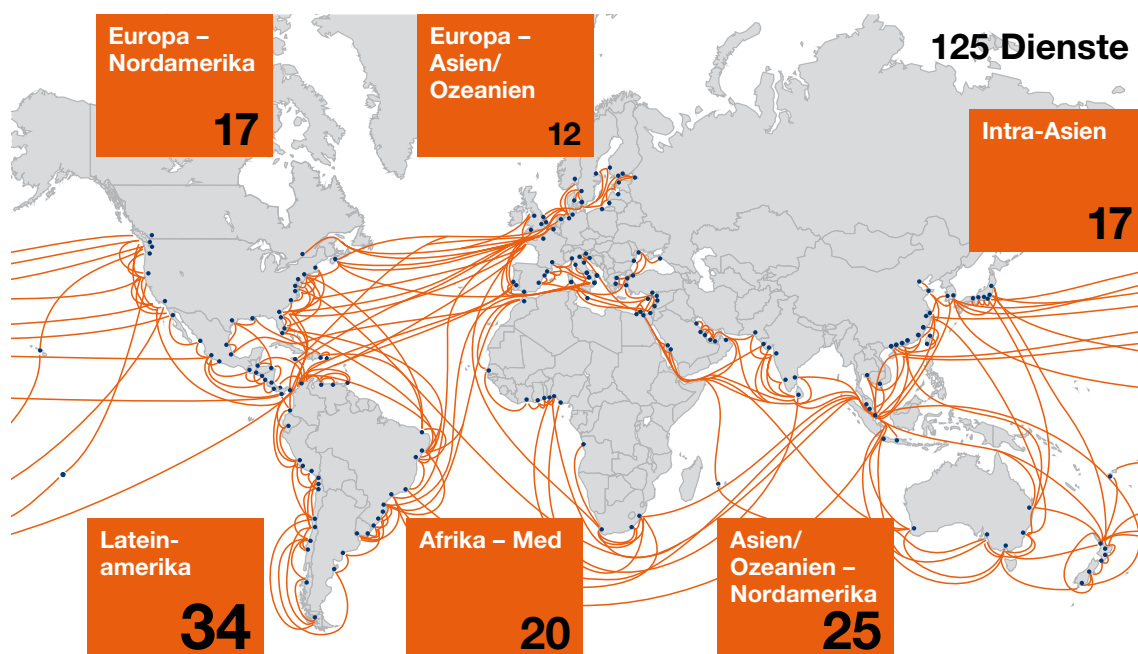 Europa –
Nordamerika
17
Europa –
Asien/
Ozeanien
12
125 Dienste
Intra-Asien
17
Latein-
amerika
34
Afrika – Med
20
Asien/
Ozeanien –
Nordamerika
25